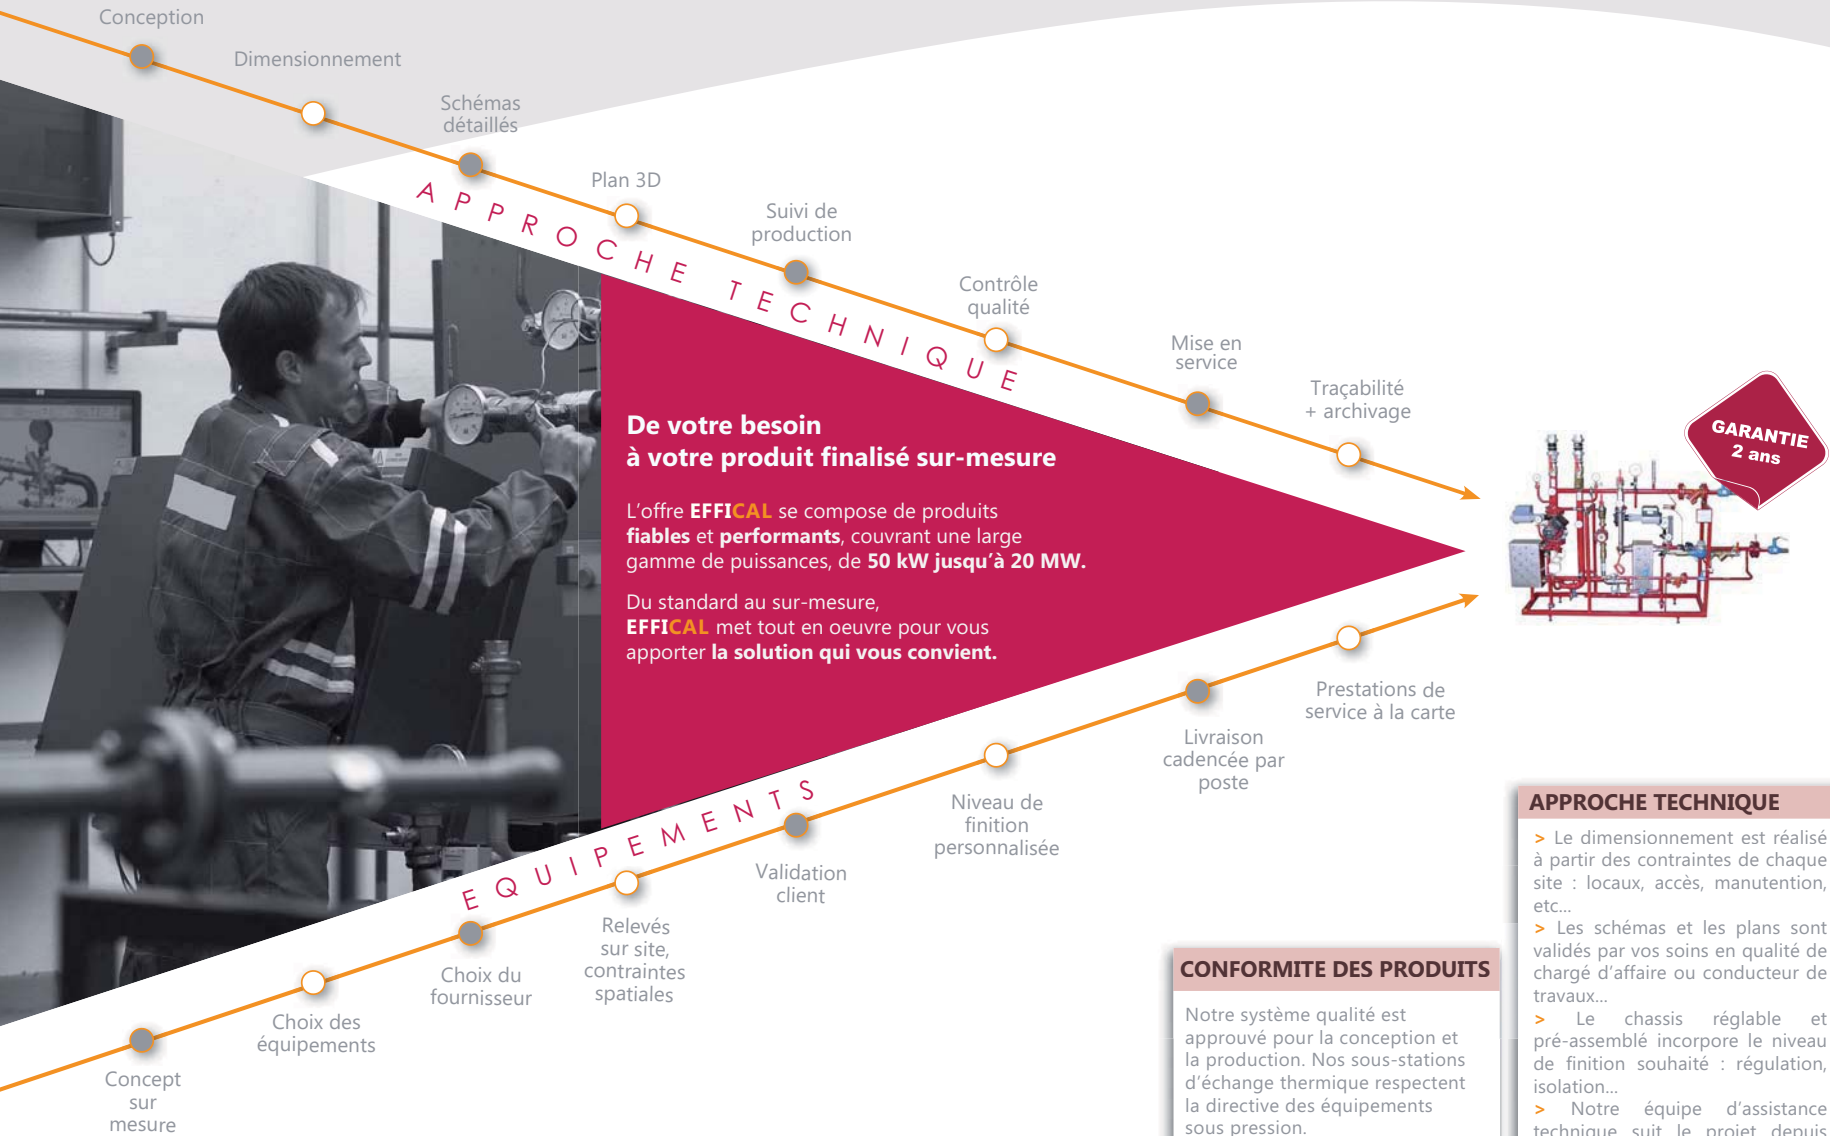 Conception
Dimensionnement
Schémas
détaillés
Plan 3D
Suivi de
production
Contrôle
qualité
Mise en
service
Traçabilité
+ archivage
APPROCHE TECHNIQUE
GARANTIE
2 ans
De votre besoin
à votre produit finalisé sur-mesure
L'offre EFFICAL se compose de produits
fiables et performants, couvrant une large
gamme de puissances, de 50 kW jusqu'à 20 MW.
Du standard au sur-mesure,
EFFICAL met tout en oeuvre pour vous
apporter la solution qui vous convient.
EQUIPEMENTS
Concept
sur
mesure
Choix des
équipements
Choix du
fournisseur
Relevés
sur site,
contraintes
spatiales
Validation
client
Niveau de
finition
personnalisée
Livraison
cadencée par
poste
Prestations de
service à la carte
CONFORMITE DES PRODUITS
Notre système qualité est
approuvé pour la conception et
la production. Nos sous-stations
d'échange thermique respectent
la directive des équipements
sous pression.
APPROCHE TECHNIQUE
> Le dimensionnement est réalisé
à partir des contraintes de chaque
site : locaux, accès, manutention,
etc...
> Les schémas et les plans sont
validés par vos soins en qualité de
chargé d'affaire ou conducteur de
travaux...
> Le chassis réglable et
pré-assemblé incorpore le niveau
de finition souhaité : régulation,
isolation...
> Notre équipe d'assistance
technique suit le projet depuis